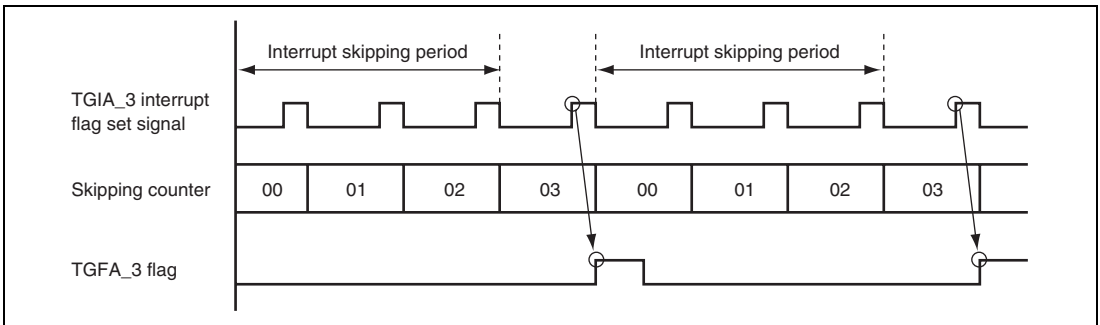 Interrupt skipping period
Interrupt skipping period
TGIA_3 interrupt
flag set signal
Skipping counter
00
01
02
03
00
01
02
03
TGFA_3 flag